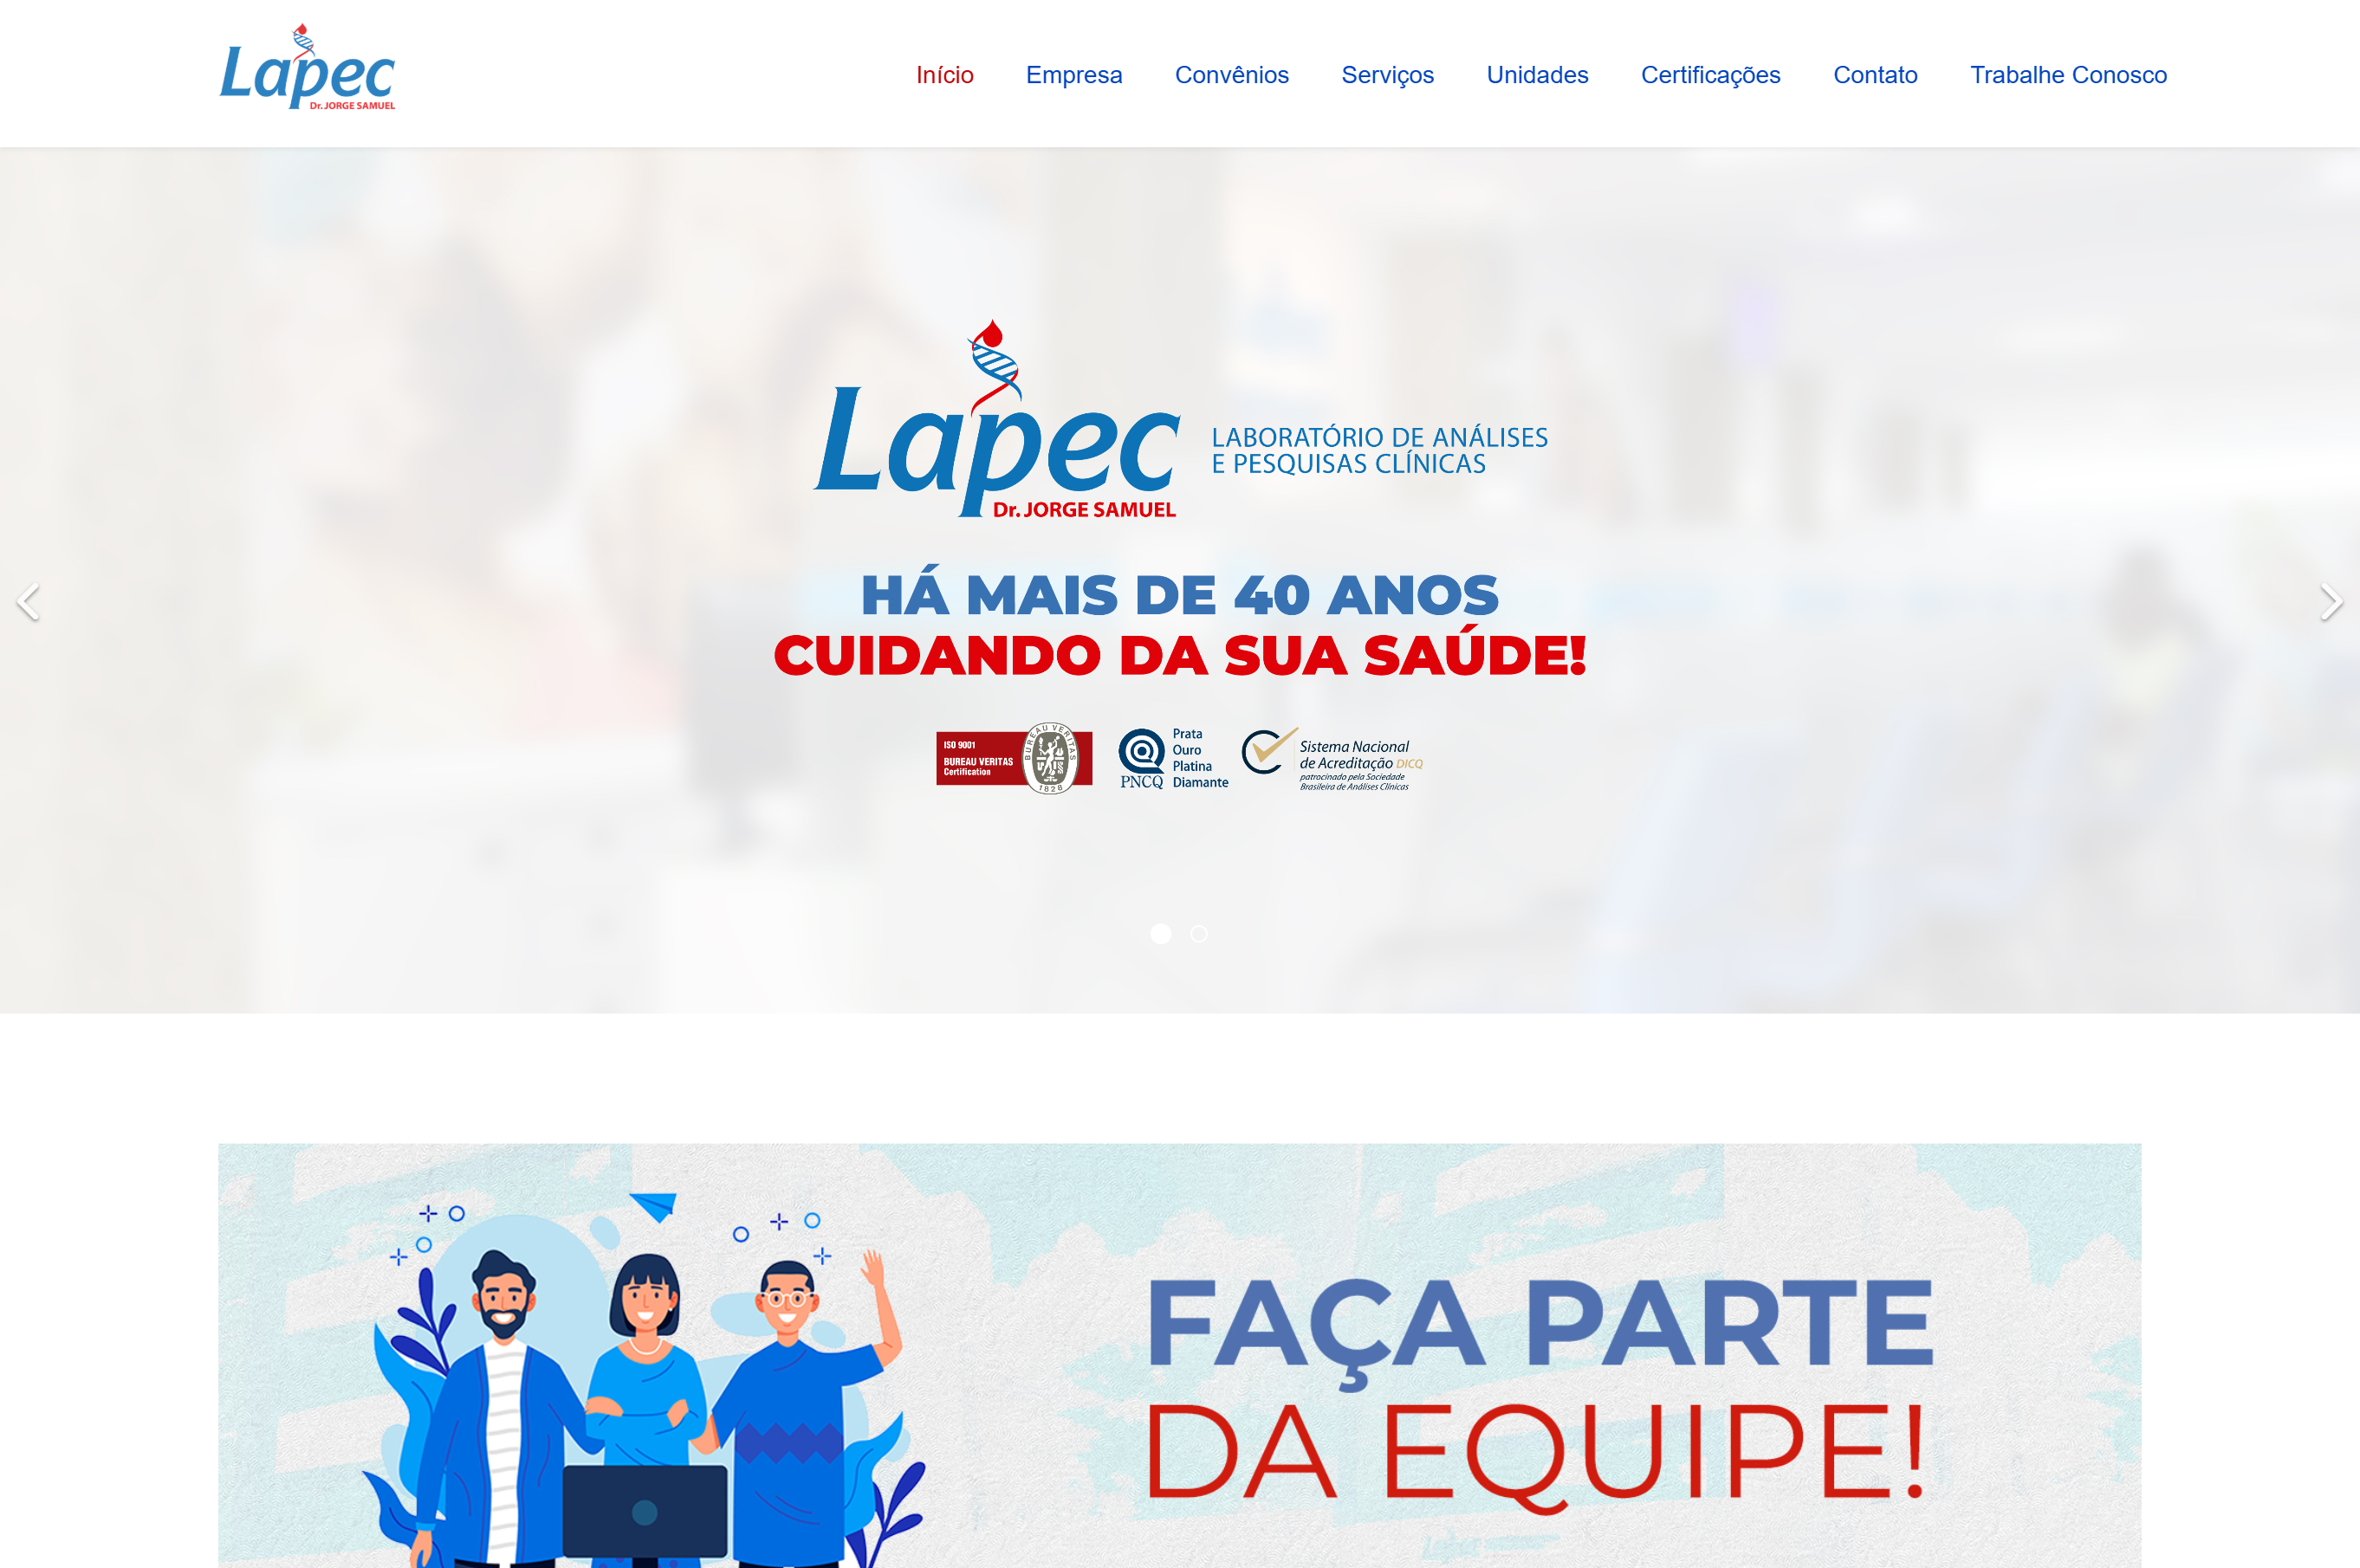 Lapec
Dr. JORGE SAMUEL
Início Empresa Convênios Serviços Unidades Certificações Contato Trabalhe Conosco
Lapec
Dr. JORGE SAMUEL
LABORATÓRIO DE ANÁLISES
E PESQUISAS CLÍNICAS
HÁ MAIS DE 40 ANOS
CUIDANDO DA SUA SAÚDE!
ISO 9001
BUREAU VERITAS
Certification
BUREAU VERITAS
1828
PNCQ
Prata
Ouro
Platina
Diamante
Sistema Nacional
de Acreditação DICQ
patrocinado pela Sociedade
Brasileira de Análises Clínicas
FAÇA PARTE
DA EQUIPE!